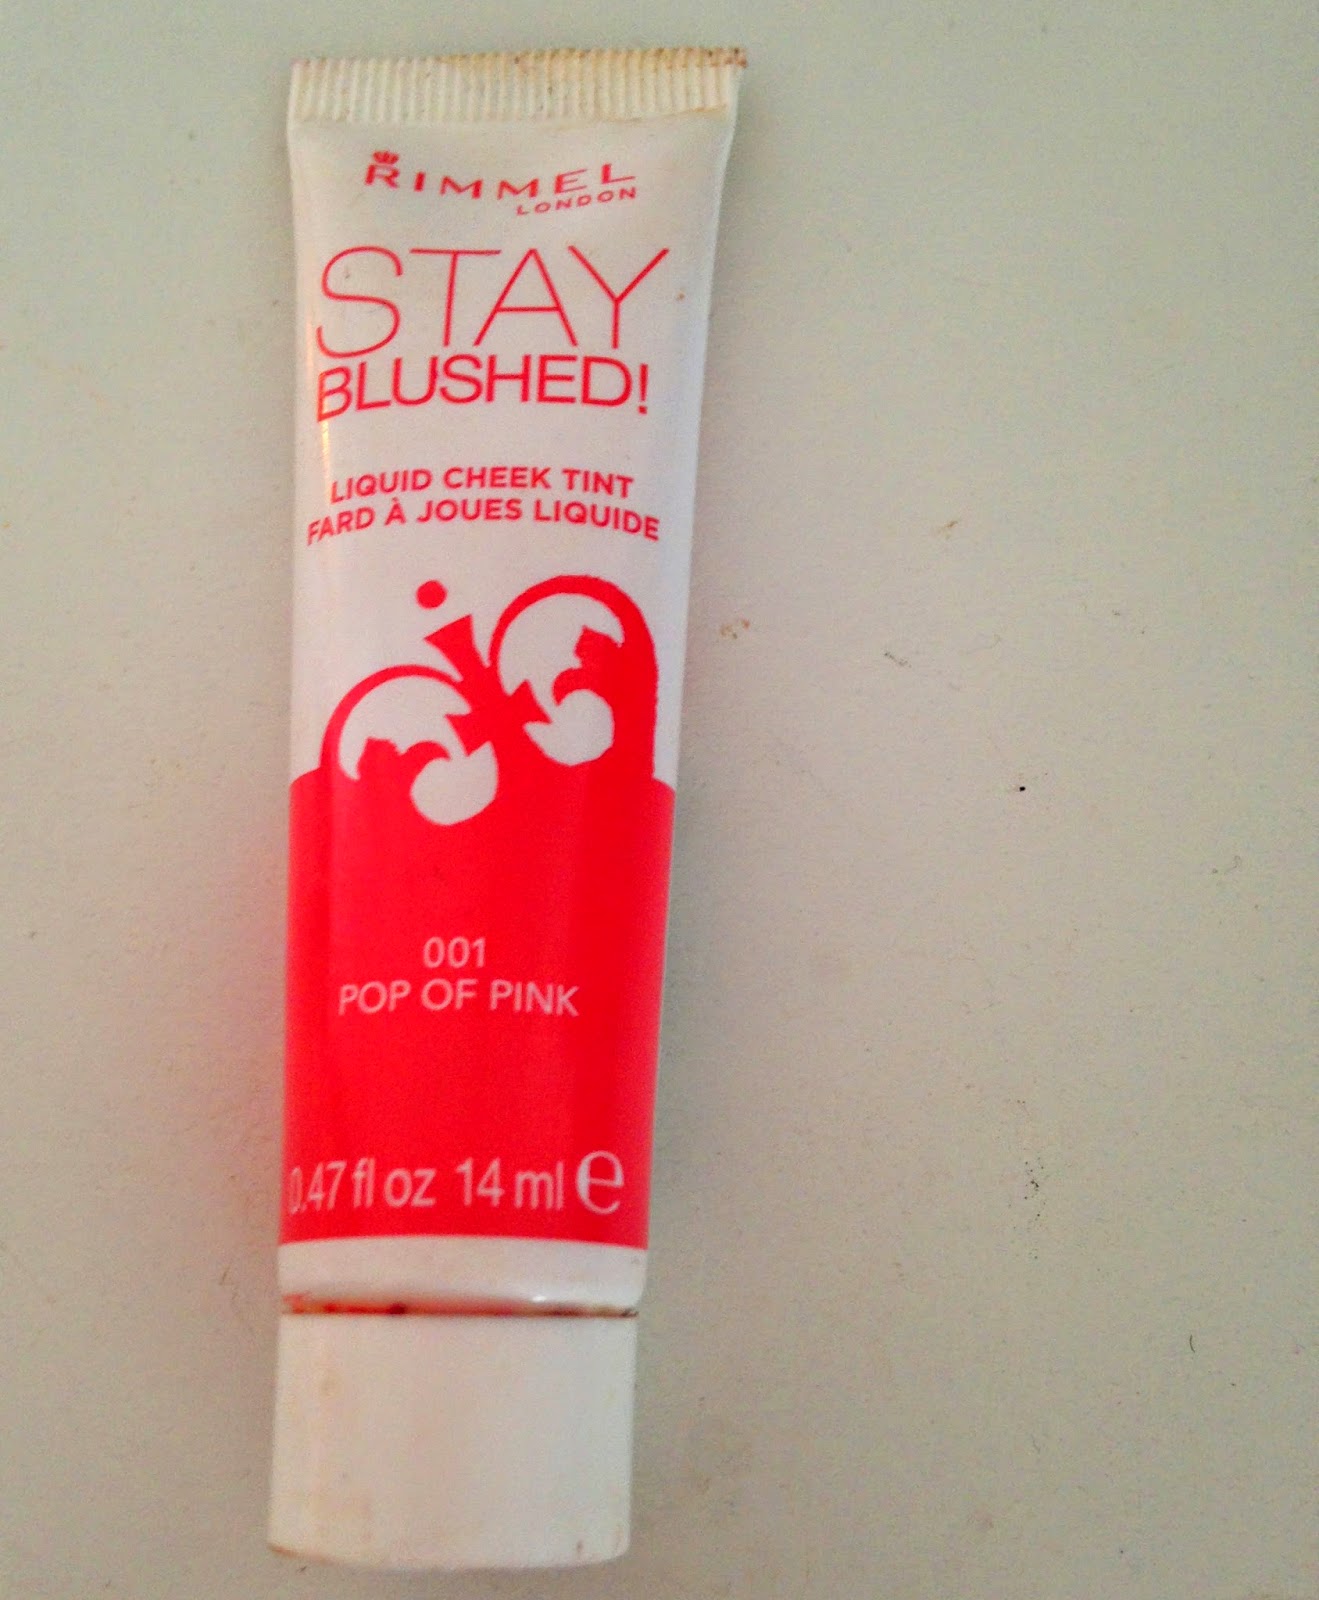 RIMMEL
LONDON
STAY
BLUSHED!
LIQUID CHEEK TINT
FARD À JOUES LIQUIDE
001
POP OF PINK
0.47 fl oz 14 ml ℮